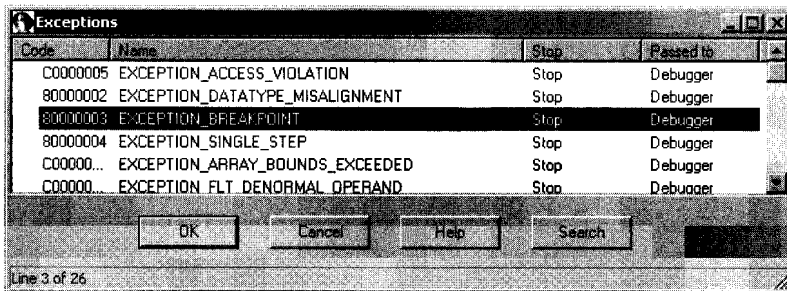 Exceptions
Code Name Stop Passed to
C0000005 EXCEPTION_ACCESS_VIOLATION Stop Debugger
80000002 EXCEPTION_DATATYPE_MISALIGNMENT Stop Debugger
80000003 EXCEPTION_BREAKPOINT Stop Debugger
80000004 EXCEPTION_SINGLE_STEP Stop Debugger
C00000... EXCEPTION_ARRAY_BOUNDS_EXCEEDED Stop Debugger
C00000... EXCEPTION_FLT_DENORMAL_OPERAND Stop Debugger
OK Cancel Help Search
Line 3 of 26